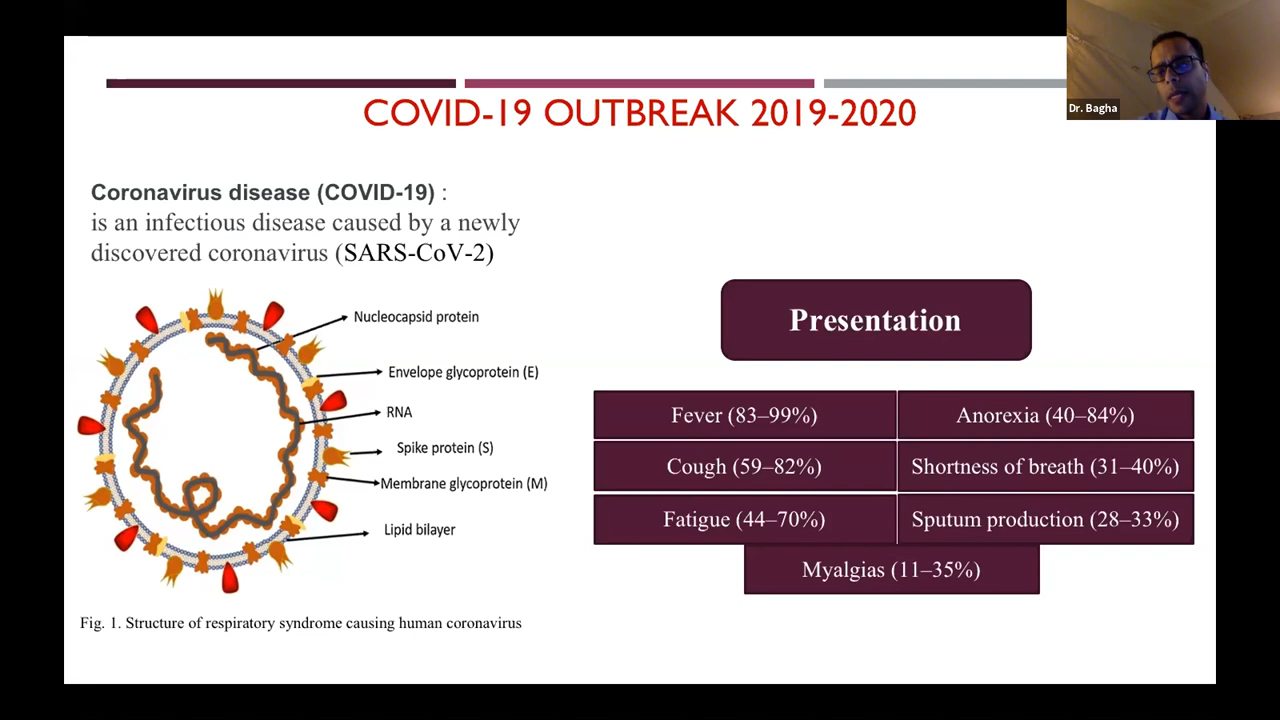 Dr. Bagha
COVID-19 OUTBREAK 2019-2020
Coronavirus disease (COVID-19) :
is an infectious disease caused by a newly
discovered coronavirus (SARS-CoV-2)
Nucleocapsid protein
Envelope glycoprotein (E)
RNA
Spike protein (S)
Membrane glycoprotein (M)
Lipid bilayer
Fig. 1. Structure of respiratory syndrome causing human coronavirus
Presentation
Fever (83–99%)
Anorexia (40–84%)
Cough (59–82%)
Shortness of breath (31–40%)
Fatigue (44–70%)
Sputum production (28–33%)
Myalgias (11–35%)